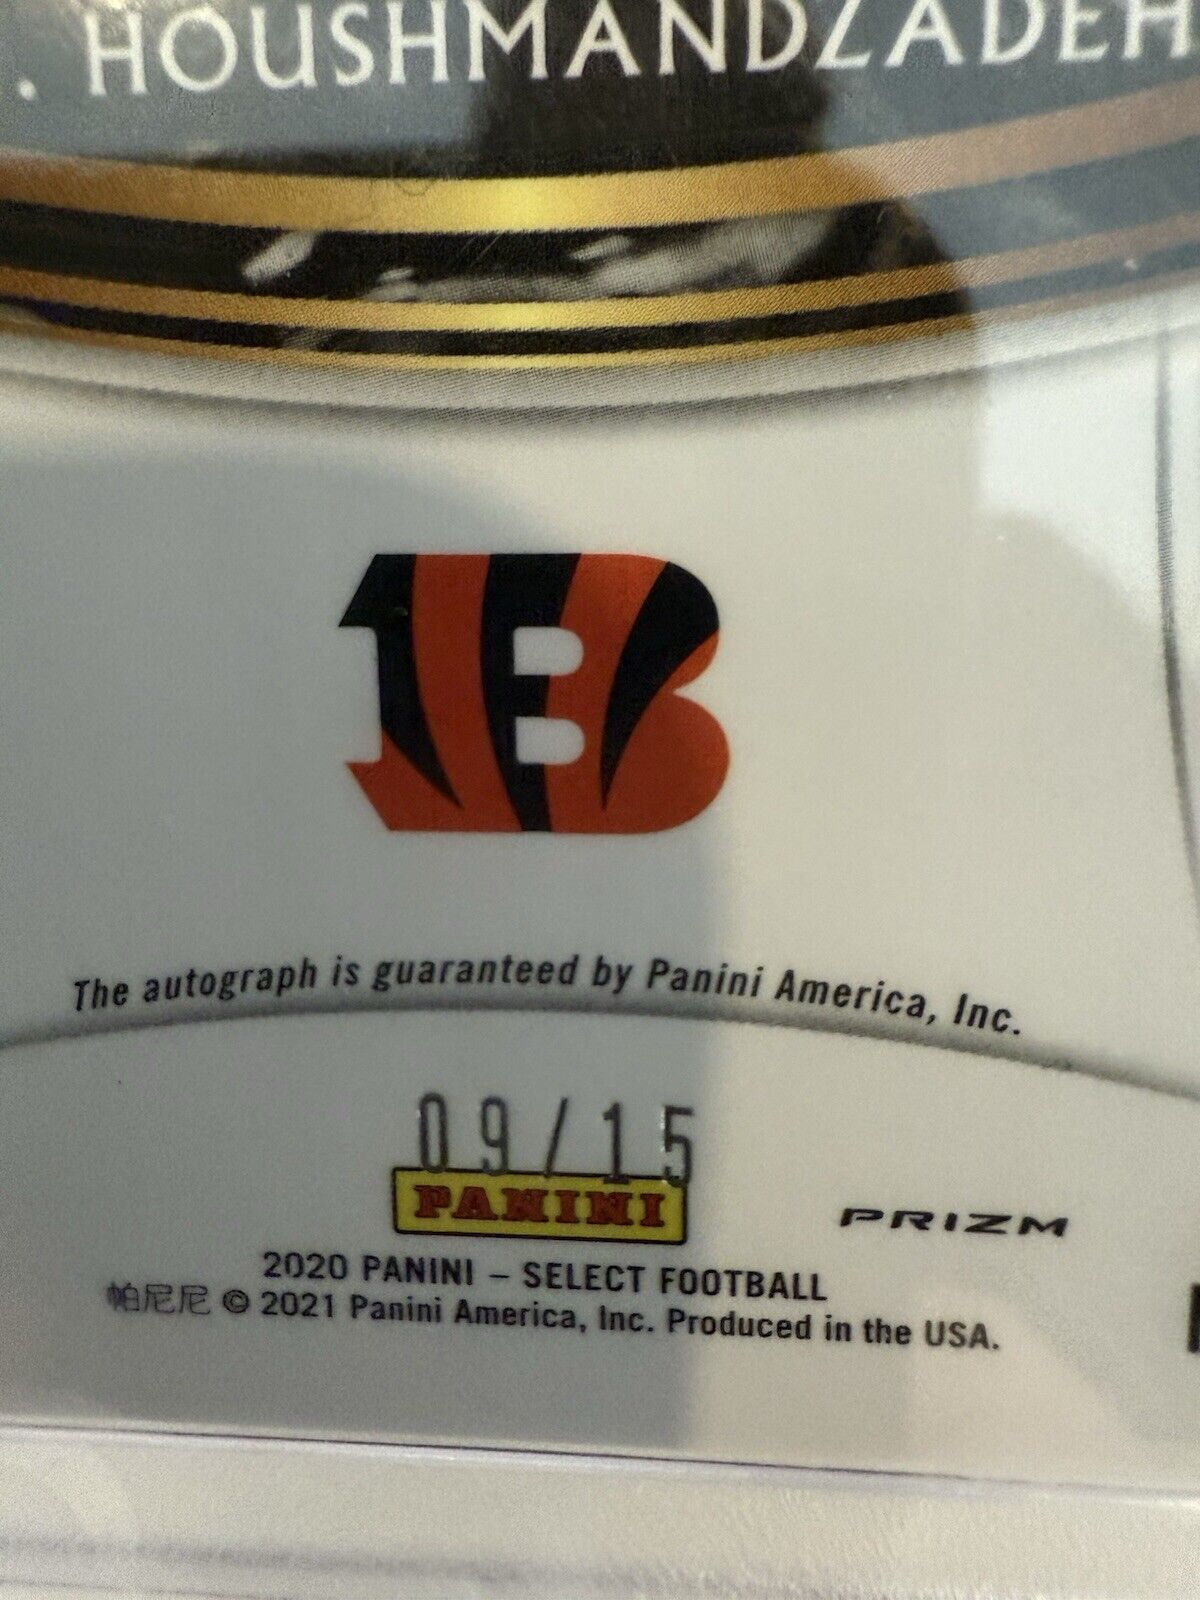 . HOUSHMANDZADEH
The autograph is guaranteed by Panini America, Inc.
09/15
PANINI
PRIZM
2020 PANINI – SELECT FOOTBALL
帕尼尼 © 2021 Panini America, Inc. Produced in the USA.